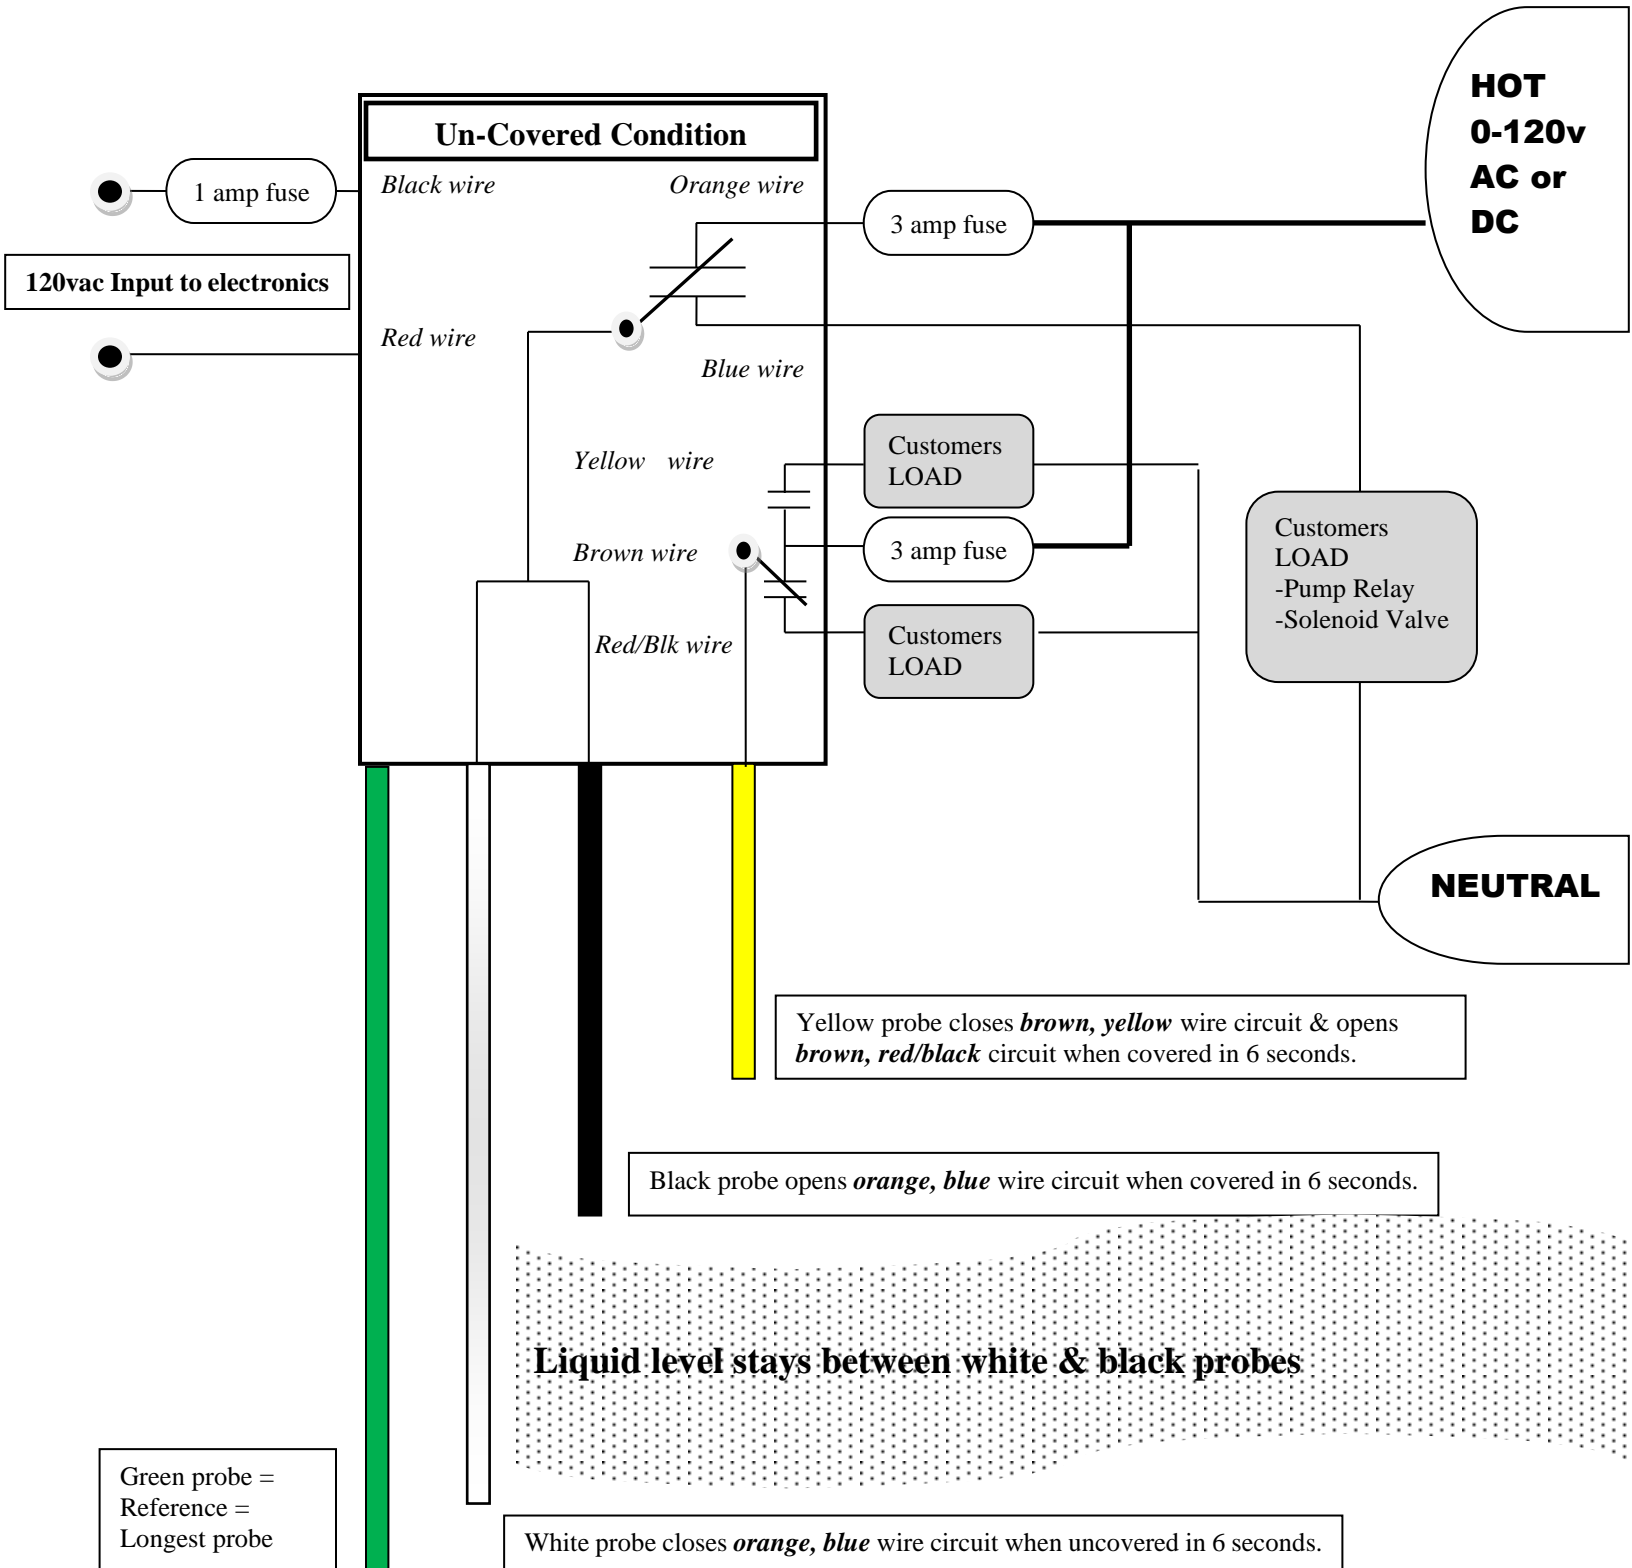 HOT
0-120v
AC or
DC
Un-Covered Condition
1 amp fuse
Black wire
Orange wire
3 amp fuse
120vac Input to electronics
Red wire
Blue wire
Customers
LOAD
Yellow wire
Customers
LOAD
-Pump Relay
-Solenoid Valve
Brown wire
3 amp fuse
Red/Blk wire
Customers
LOAD
NEUTRAL
Yellow probe closes brown, yellow wire circuit & opens
brown, red/black circuit when covered in 6 seconds.
Black probe opens orange, blue wire circuit when covered in 6 seconds.
Liquid level stays between white & black probes
Green probe =
Reference =
Longest probe
White probe closes orange, blue wire circuit when uncovered in 6 seconds.